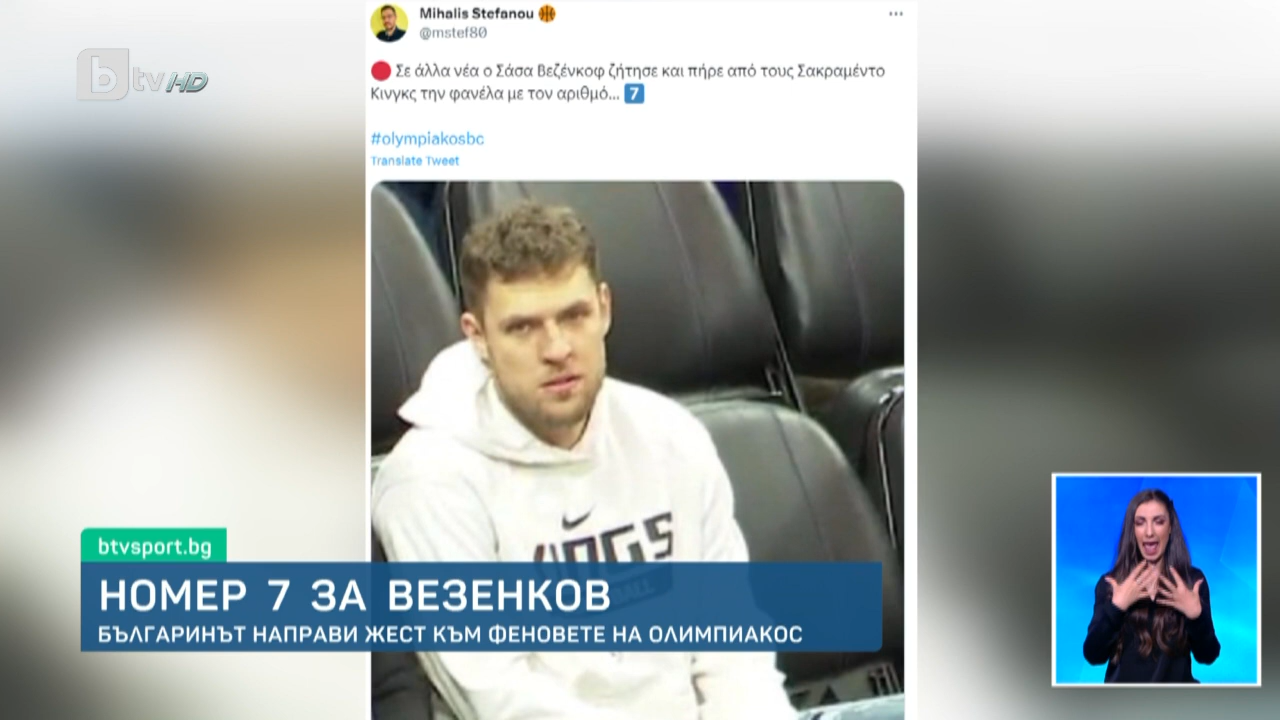 Mihalis Stefanou
@mstef80
Σε άλλα νέα ο Σάσα Βεζένκοφ ζήτησε και πήρε από τους Σακραμέντο
Κινγκς την φανέλα με τον αριθμό... 7
#olympiakosbc
Translate Tweet
btv HD
KINGS
btvsport.bg
НОМЕР 7 ЗА ВЕЗЕНКОВ
БЪЛГАРИНЪТ НАПРАВИ ЖЕСТ КЪМ ФЕНОВЕТЕ НА ОЛИМПИАКОС